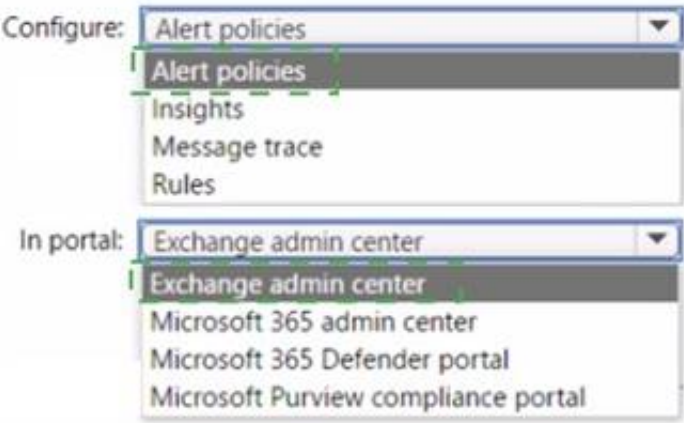 Configure: Alert policies
Alert policies
Insights
Message trace
Rules
In portal: Exchange admin center
Exchange admin center
Microsoft 365 admin center
Microsoft 365 Defender portal
Microsoft Purview compliance portal